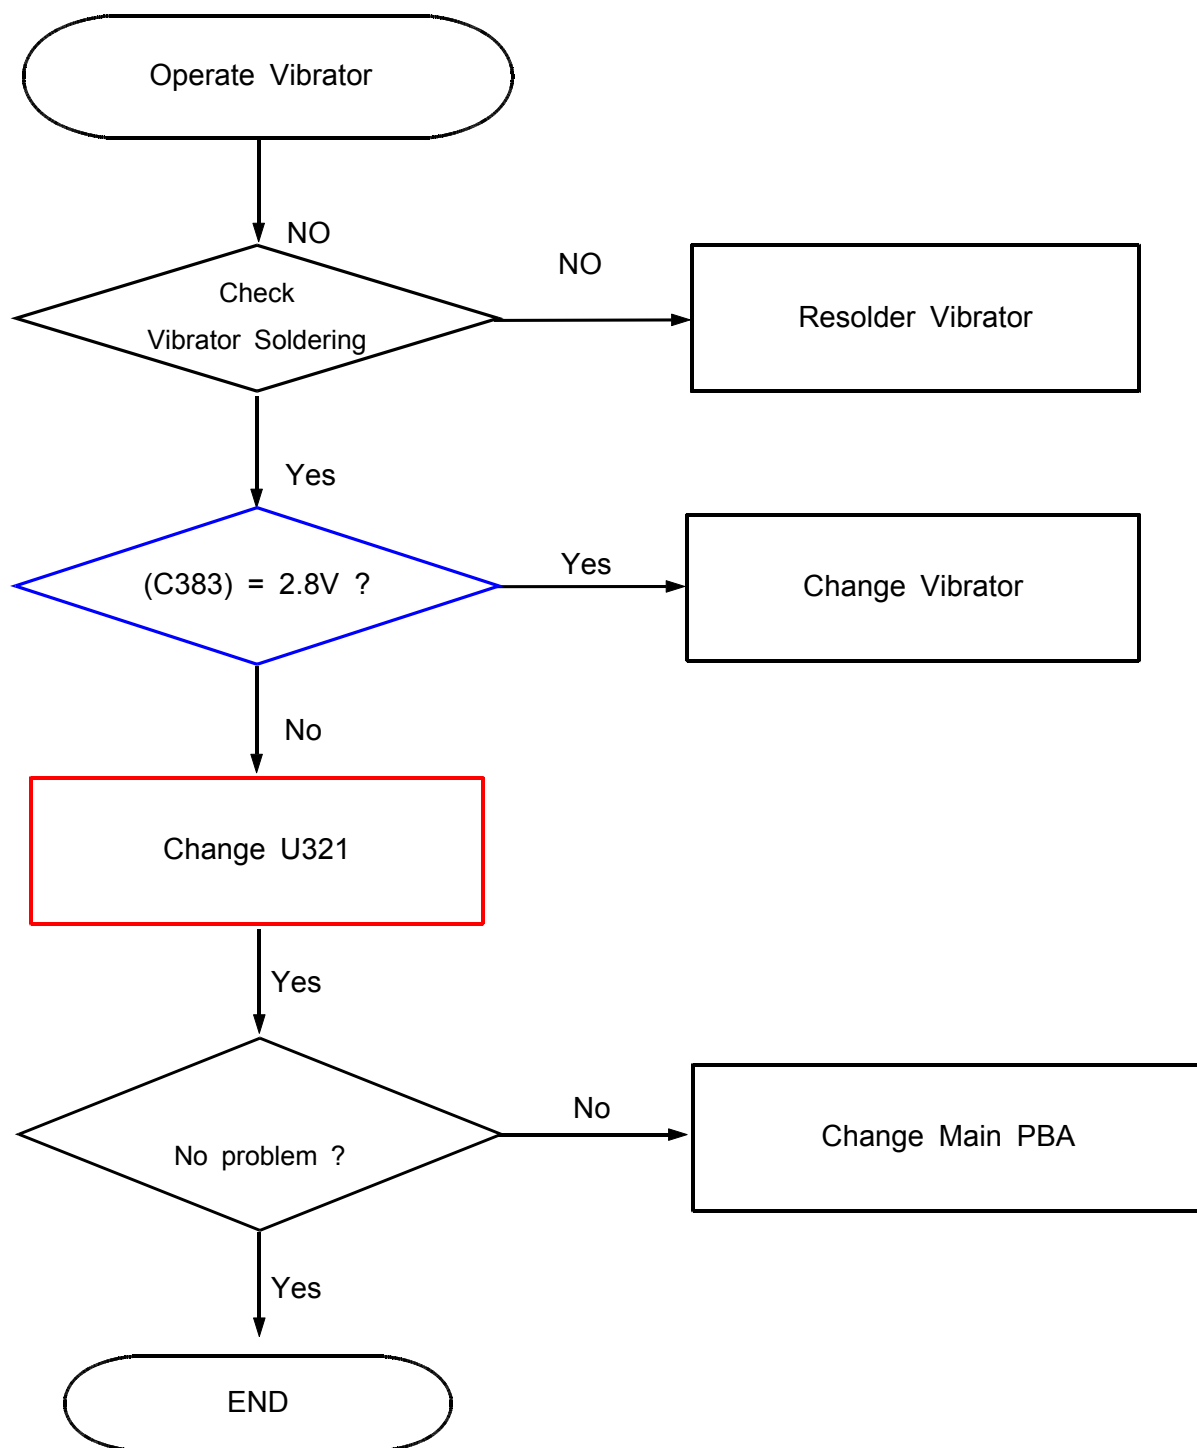 Operate Vibrator
NO
Check
Vibrator Soldering
NO
Resolder Vibrator
Yes
(C383) = 2.8V ?
Yes
Change Vibrator
No
Change U321
Yes
No problem ?
No
Change Main PBA
Yes
END